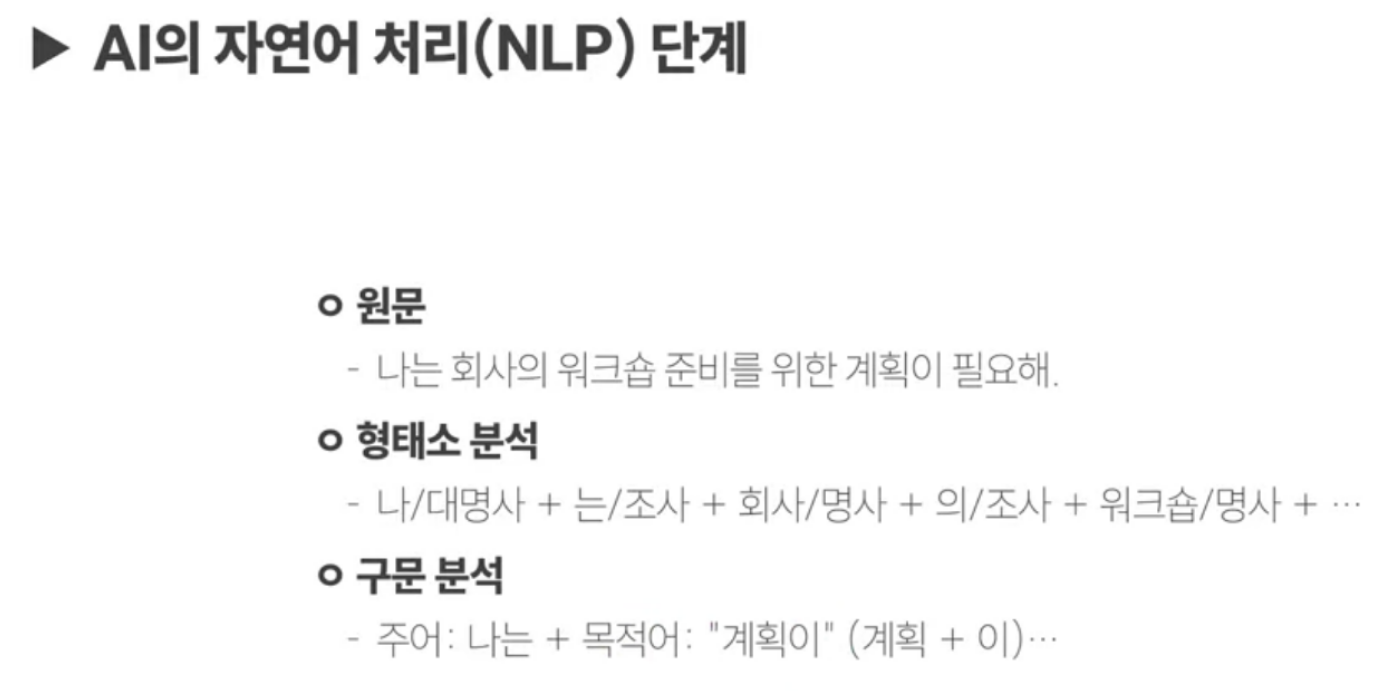 ▶ AI의 자연어 처리(NLP) 단계
ㅇ 원문
- 나는 회사의 워크숍 준비를 위한 계획이 필요해.
ㅇ 형태소 분석
- 나/대명사 + 는/조사 + 회사/명사 + 의/조사 + 워크숍/명사 + …
ㅇ 구문 분석
- 주어: 나는 + 목적어: "계획이" (계획 + 이)…